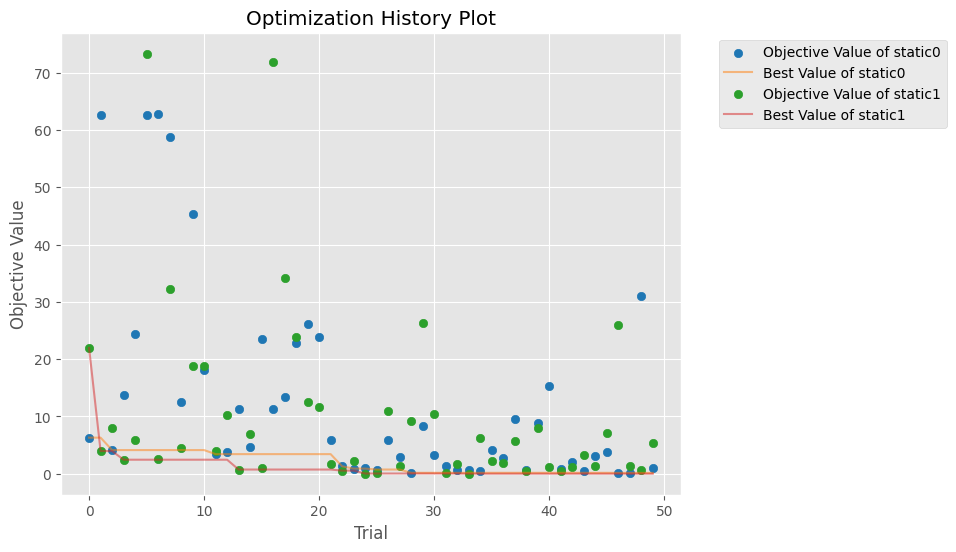 Optimization History Plot
Objective Value of static0
Best Value of static0
Objective Value of static1
Best Value of static1
Objective Value
70
60
50
40
30
20
10
0
0 10 20 30 40 50
Trial